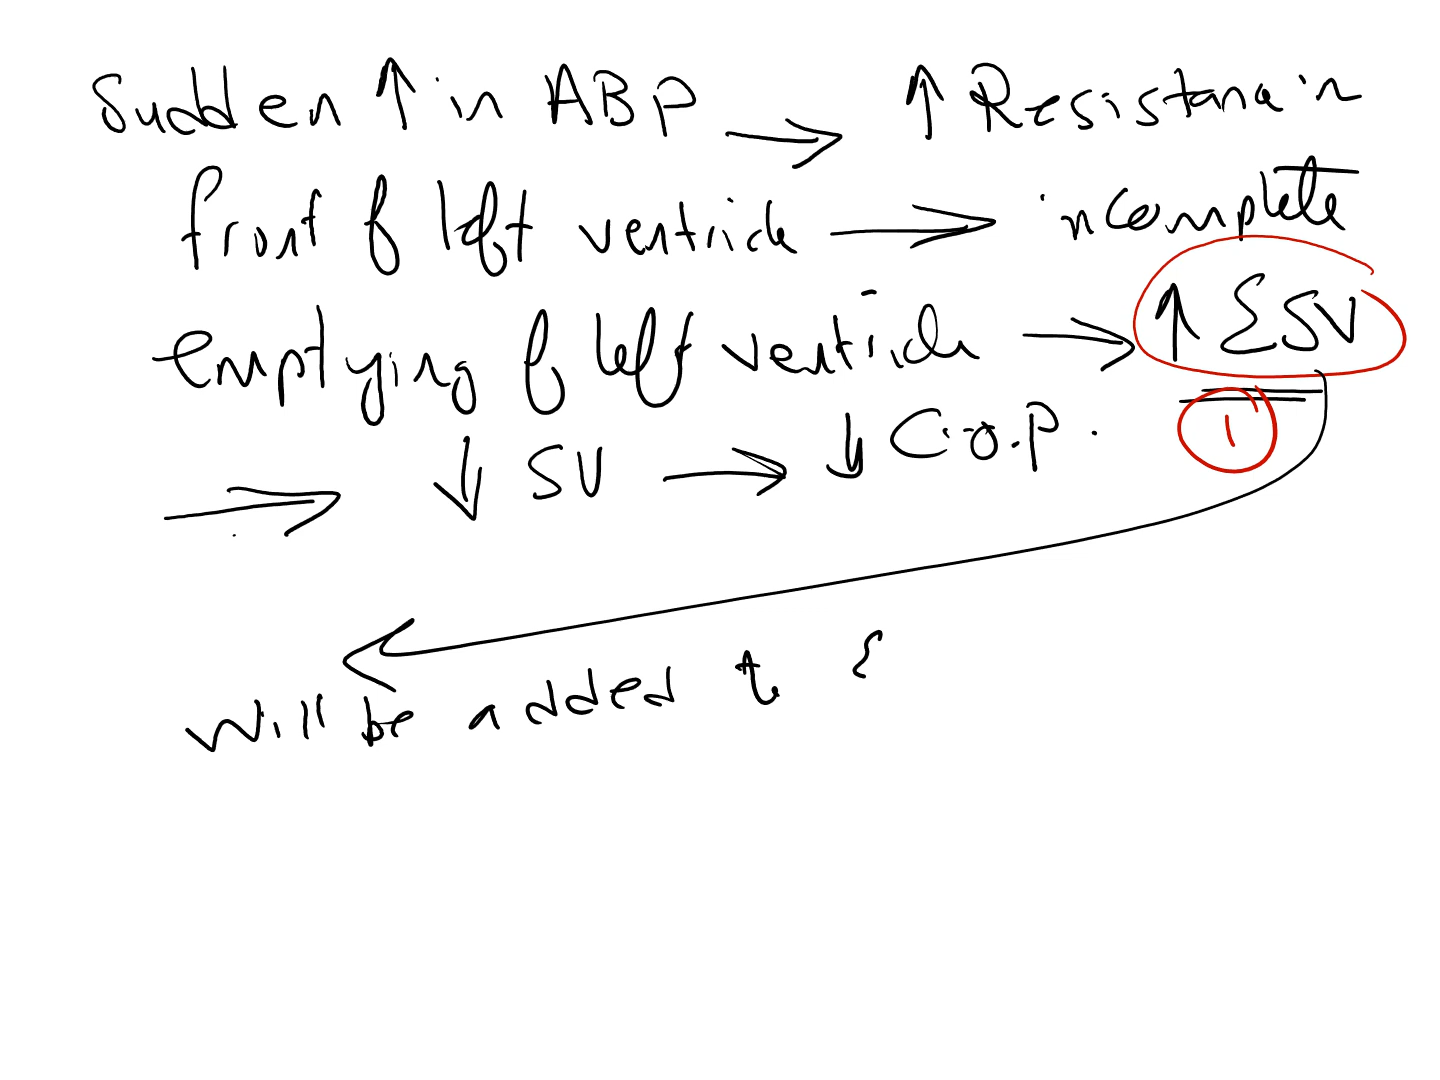 Sudden ↑ in ABP → ↑ Resistance in
front of left ventricle → incomplete
emptying of left ventricle → ↑ ESV
→ ↓ SV → ↓ C.O.P.
1
will be added to